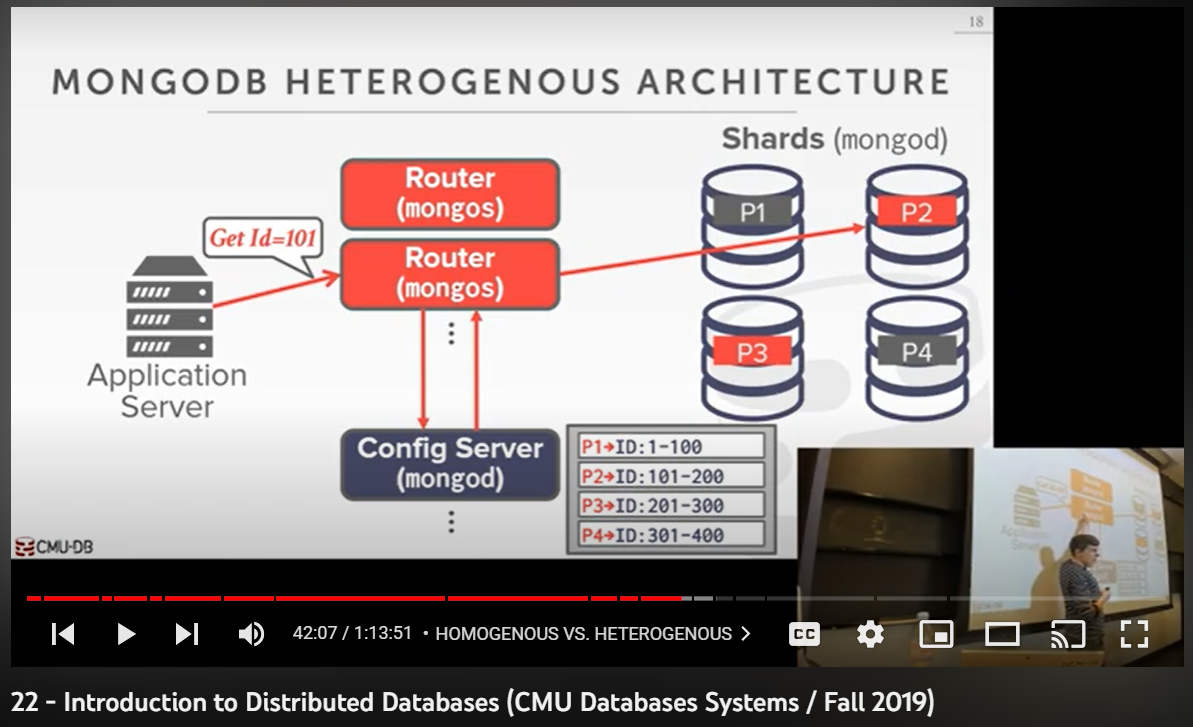 18
MONGODB HETEROGENOUS ARCHITECTURE
Shards (mongod)
Router
(mongos)
P1
P2
Get Id=101
Router
(mongos)
P3
P4
Application
Server
Config Server
(mongod)
P1→ID:1-100
P2→ID:101-200
P3→ID:201-300
P4→ID:301-400
CMU·DB
42:07 / 1:13:51 • HOMOGENOUS VS. HETEROGENOUS
CC
22 - Introduction to Distributed Databases (CMU Databases Systems / Fall 2019)